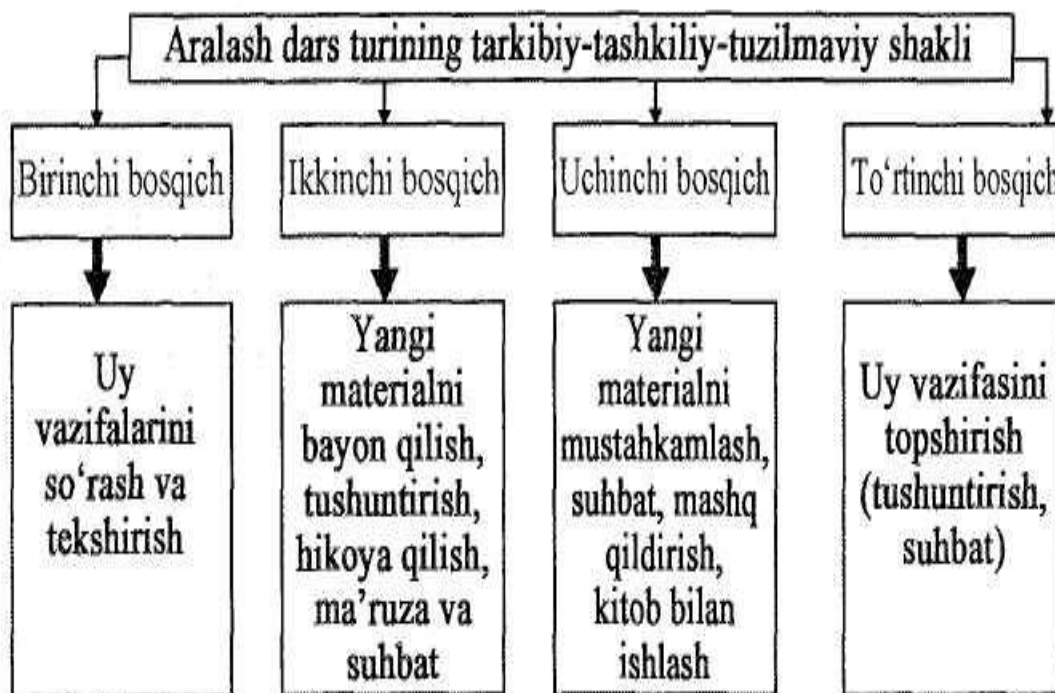 Aralash dars turining tarkibiy-tashkiliy-tuzilmaviy shakli
Birinchi bosqich
Ikkinchi bosqich
Uchinchi bosqich
To‘rtinchi bosqich
Uy
vazifalarini
so‘rash va
tekshirish
Yangi
materialni
bayon qilish,
tushuntirish,
hikoya qilish,
ma’ruza va
suhbat
Yangi
materialni
mustahkamlash,
suhbat, mashq
qildirish,
kitob bilan
ishlash
Uy vazifasini
topshirish
(tushuntirish,
suhbat)